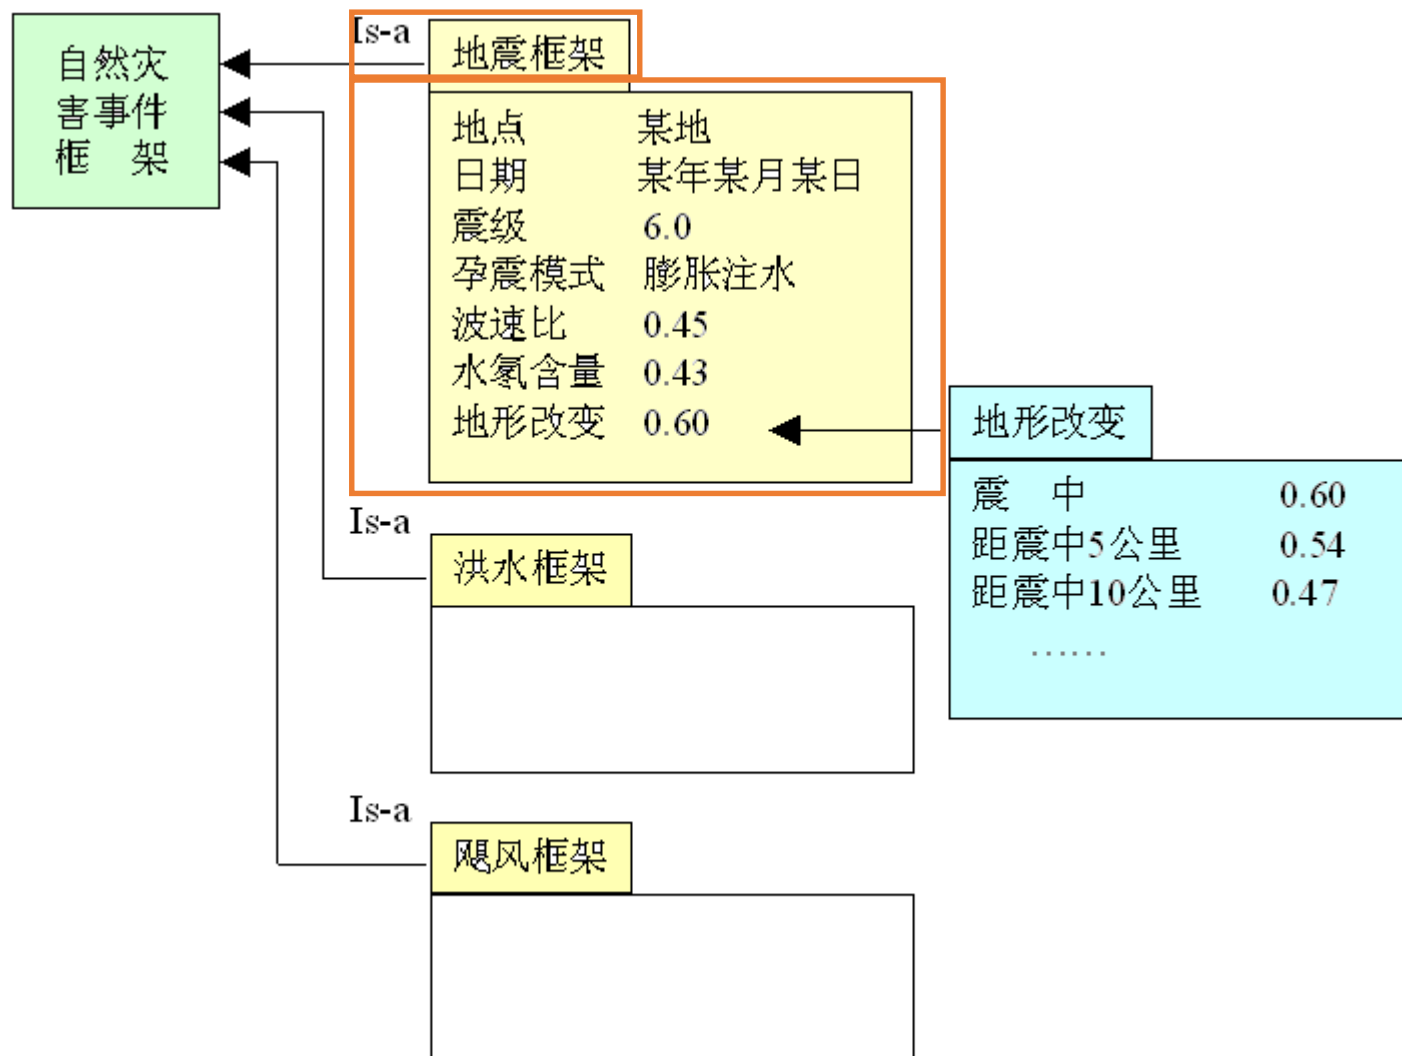 自然灾
害事件
框 架
Is-a
地震框架
地点 某地
日期 某年某月某日
震级 6.0
孕震模式 膨胀注水
波速比 0.45
水氡含量 0.43
地形改变 0.60
地形改变
震 中 0.60
距震中5公里 0.54
距震中10公里 0.47
......
Is-a
洪水框架
Is-a
飓风框架